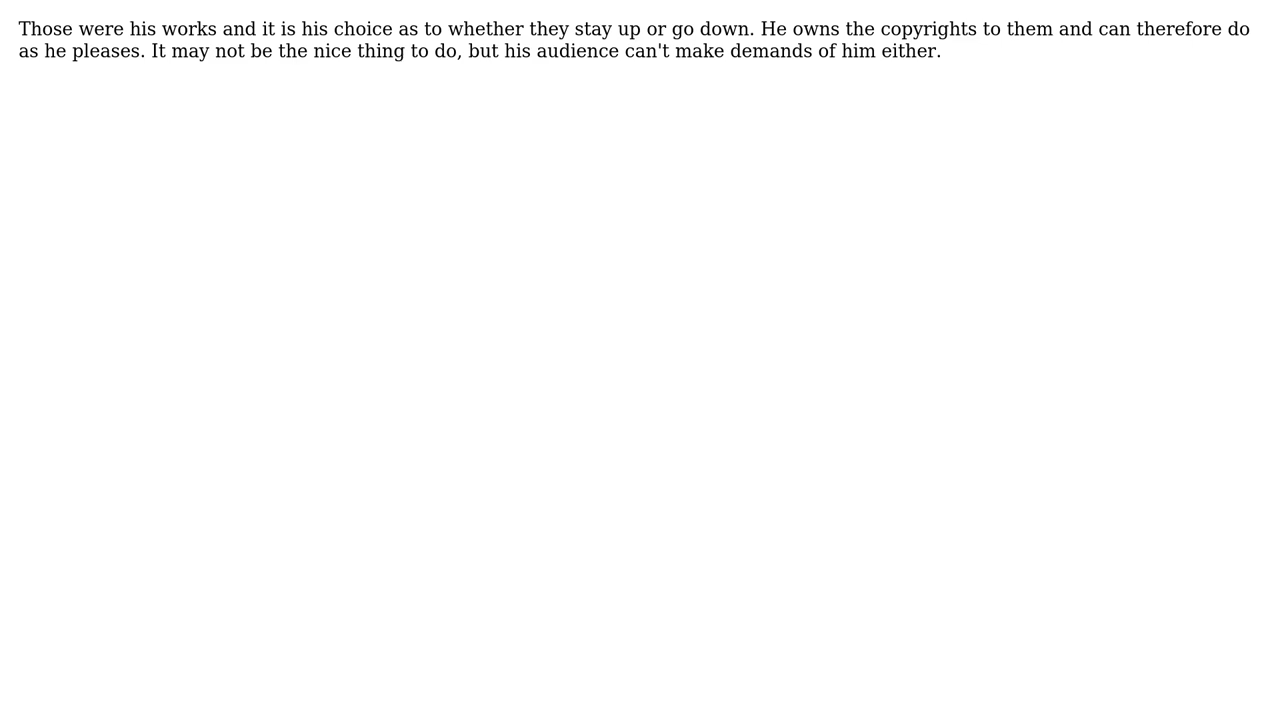 Those were his works and it is his choice as to whether they stay up or go down. He owns the copyrights to them and can therefore do
as he pleases. It may not be the nice thing to do, but his audience can't make demands of him either.